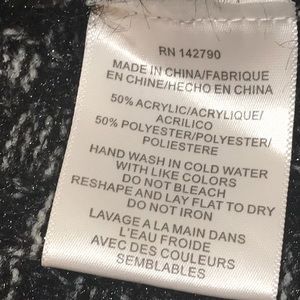 RN 142790
MADE IN CHINA/FABRIQUE
EN CHINE/HECHO EN CHINA
50% ACRYLIC/ACRYLIQUE/
ACRILICO
50% POLYESTER/POLYESTER/
POLIESTERE
HAND WASH IN COLD WATER
WITH LIKE COLORS
DO NOT BLEACH
RESHAPE AND LAY FLAT TO DRY
DO NOT IRON
LAVAGE A LA MAIN DANS
L'EAU FROIDE
AVEC DES COULEURS
SEMBLABLES